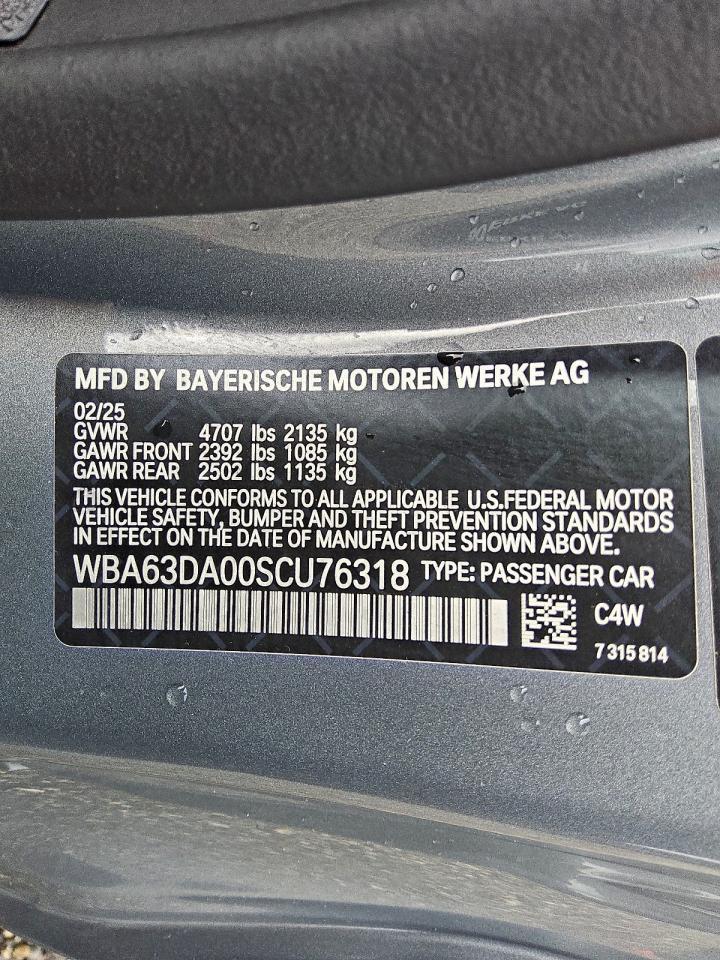 MFD BY BAYERISCHE MOTOREN WERKE AG
02/25
GVWR 4707 lbs 2135 kg
GAWR FRONT 2392 lbs 1085 kg
GAWR REAR 2502 lbs 1135 kg
THIS VEHICLE CONFORMS TO ALL APPLICABLE U.S.FEDERAL MOTOR
VEHICLE SAFETY, BUMPER AND THEFT PREVENTION STANDARDS
IN EFFECT ON THE DATE OF MANUFACTURE SHOWN ABOVE.
WBA63DA00SCU76318 TYPE: PASSENGER CAR
C4W
7 315 814